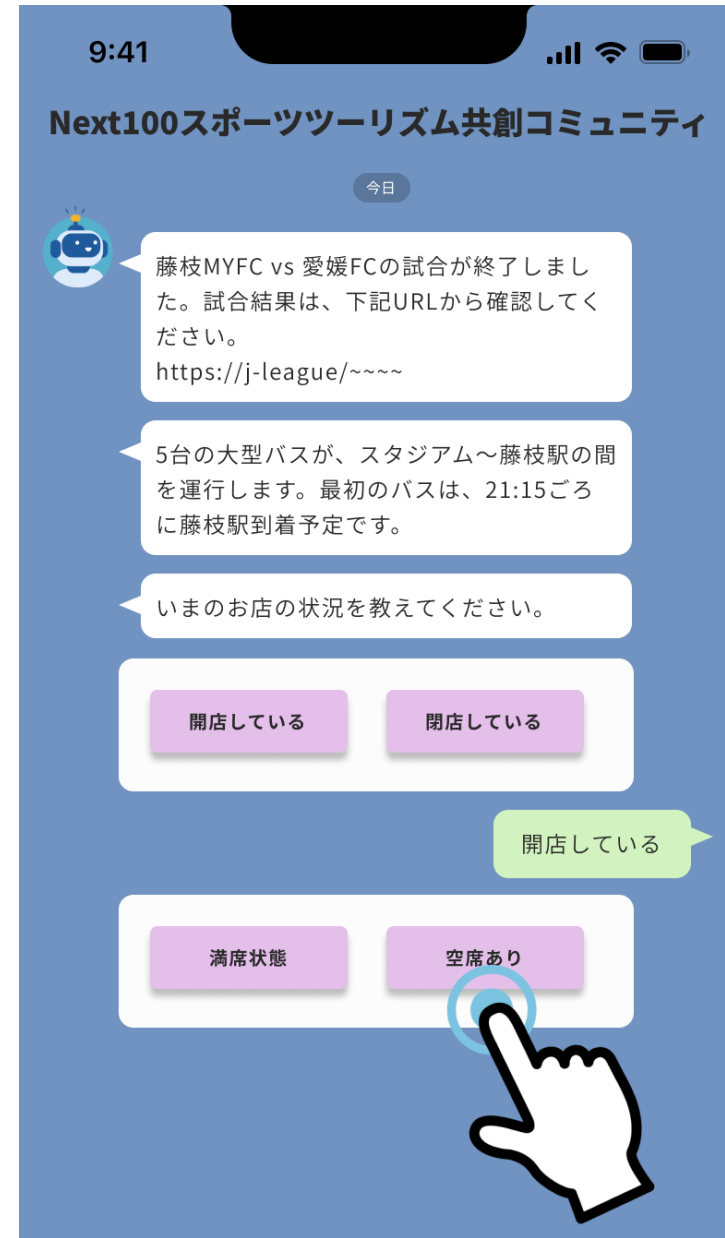 9:41
Next100スポーツツーリズム共創コミュニティ
今日
藤枝MYFC vs 愛媛FCの試合が終了しまし
た。試合結果は、下記URLから確認してく
ださい。
https://j-league/~~~~
5台の大型バスが、スタジアム〜藤枝駅の間
を運行します。最初のバスは、21:15ごろ
に藤枝駅到着予定です。
いまのお店の状況を教えてください。
開店している
閉店している
開店している
満席状態
空席あり